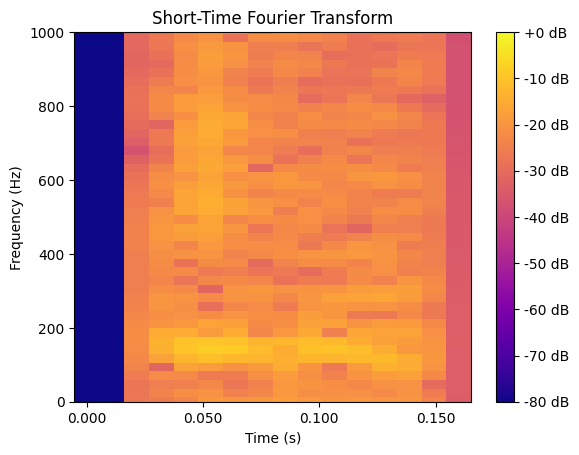 Short-Time Fourier Transform
Frequency (Hz)
1000
800
600
400
200
0
0.000
0.050
0.100
0.150
Time (s)
+0 dB
-10 dB
-20 dB
-30 dB
-40 dB
-50 dB
-60 dB
-70 dB
-80 dB